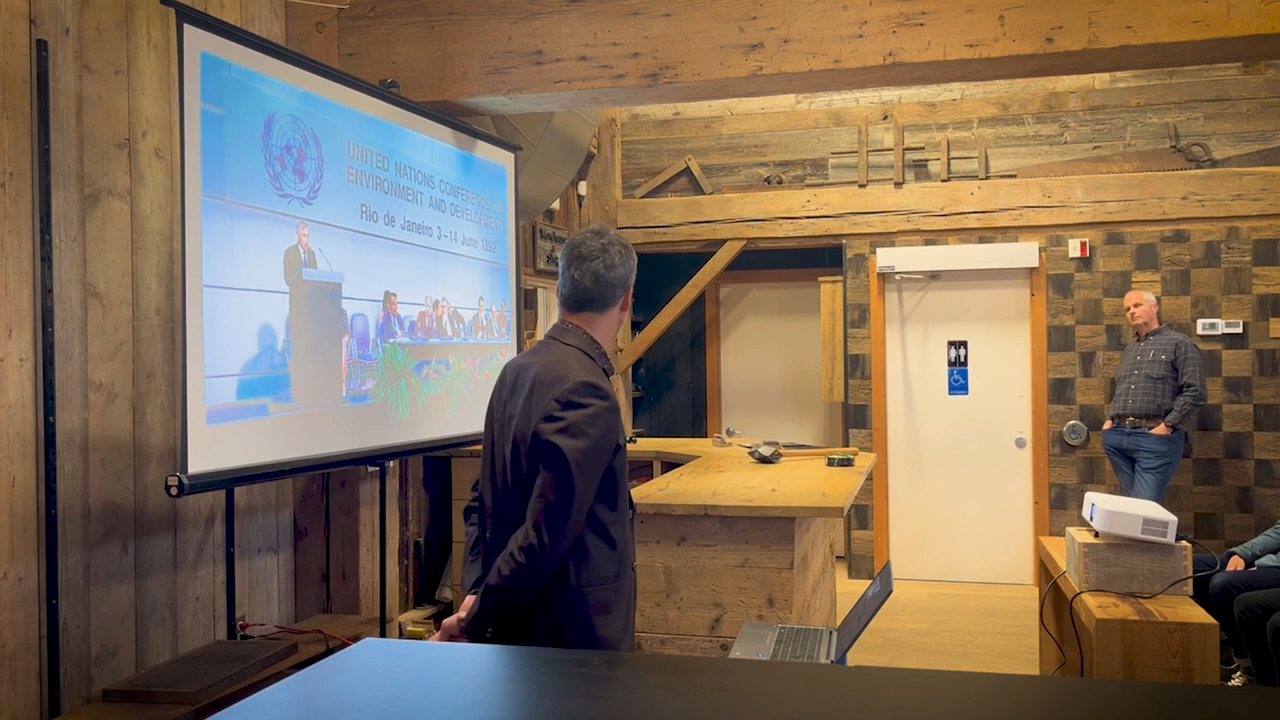 UNITED NATIONS CONFERENCE ON
ENVIRONMENT AND DEVELOPMENT
Rio de Janeiro 3-14 June 1992